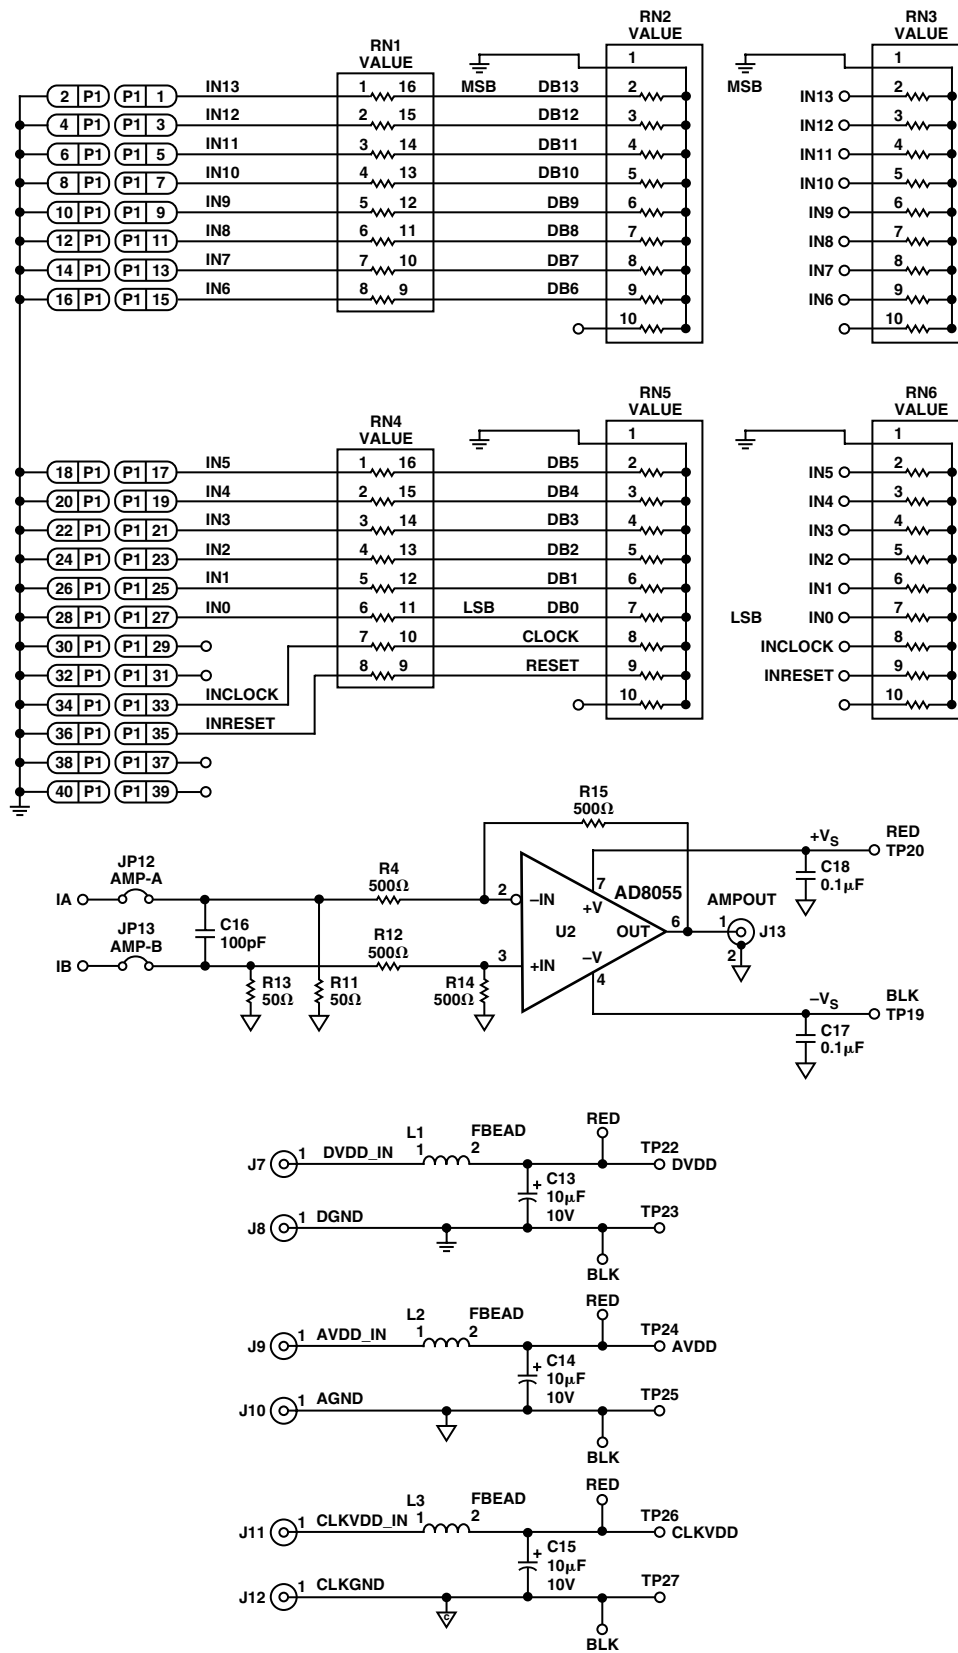 RN2
VALUE
RN3
VALUE
RN1
VALUE
1
1
MSB
MSB
2 P1 P1 1 IN13 1 16 DB13 2 IN13 2
4 P1 P1 3 IN12 2 15 DB12 3 IN12 3
6 P1 P1 5 IN11 3 14 DB11 4 IN11 4
8 P1 P1 7 IN10 4 13 DB10 5 IN10 5
10 P1 P1 9 IN9 5 12 DB9 6 IN9 6
12 P1 P1 11 IN8 6 11 DB8 7 IN8 7
14 P1 P1 13 IN7 7 10 DB7 8 IN7 8
16 P1 P1 15 IN6 8 9 DB6 9 IN6 9
10
10
RN5
VALUE
RN6
VALUE
RN4
VALUE
1
1
18 P1 P1 17 IN5 1 16 DB5 2 IN5 2
20 P1 P1 19 IN4 2 15 DB4 3 IN4 3
22 P1 P1 21 IN3 3 14 DB3 4 IN3 4
24 P1 P1 23 IN2 4 13 DB2 5 IN2 5
26 P1 P1 25 IN1 5 12 DB1 6 IN1 6
28 P1 P1 27 IN0 6 11 LSB DB0 7 LSB IN0 7
30 P1 P1 29 7 10 CLOCK 8 INCLOCK 8
32 P1 P1 31 8 9 RESET 9 INRESET 9
34 P1 P1 33 INCLOCK 10 10
36 P1 P1 35 INRESET
38 P1 P1 37
40 P1 P1 39
R15
500Ω
+VS
RED
TP20
C18
0.1µF
JP12
AMP-A
IA
R4
500Ω
2
–IN
7
+V
AD8055
U2
OUT
6
AMPOUT
1
J13
2
C16
100pF
JP13
AMP-B
IB
R12
500Ω
3
+IN
–V
4
R13
50Ω
R11
50Ω
R14
500Ω
–VS
BLK
TP19
C17
0.1µF
RED
L1
FBEAD
J7 1 DVDD_IN 1 2
TP22
DVDD
+ C13
10µF
10V
J8 1 DGND
TP23
BLK
RED
L2
FBEAD
J9 1 AVDD_IN 1 2
TP24
AVDD
+ C14
10µF
10V
J10 1 AGND
TP25
BLK
RED
L3
FBEAD
J11 1 CLKVDD_IN 1 2
TP26
CLKVDD
+ C15
10µF
10V
J12 1 CLKGND
TP27
C
BLK